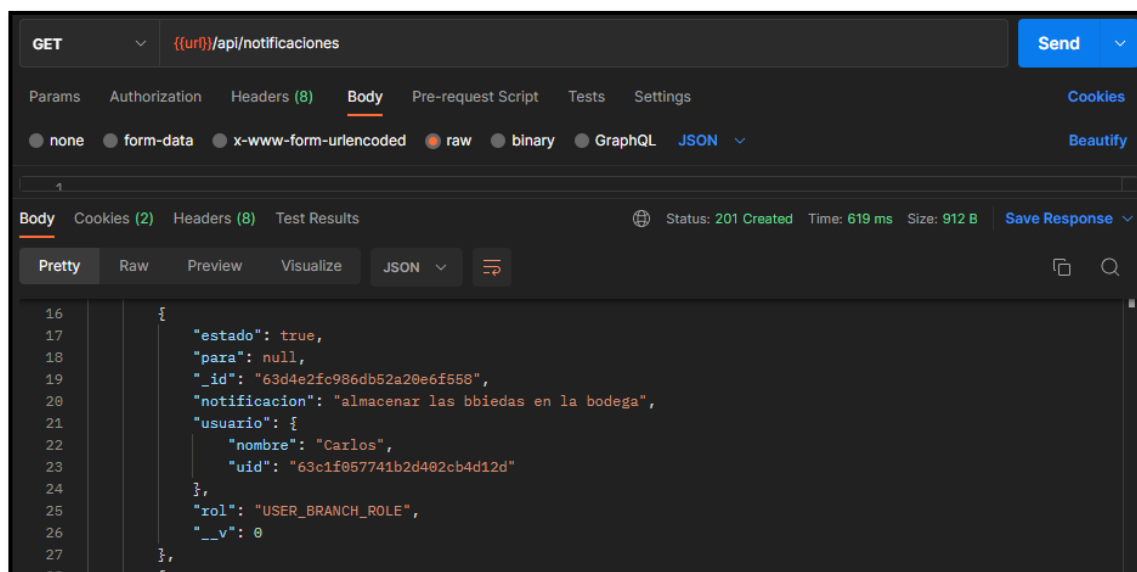 GET {{url}}/api/notificaciones Send
Params Authorization Headers (8) Body Pre-request Script Tests Settings Cookies
none form-data x-www-form-urlencoded raw binary GraphQL JSON Beautify
1
Body Cookies (2) Headers (8) Test Results Status: 201 Created Time: 619 ms Size: 912 B Save Response
Pretty Raw Preview Visualize JSON
16 {
17 "estado": true,
18 "para": null,
19 "_id": "63d4e2fc986db52a20e6f558",
20 "notificacion": "almacenar las bbiedas en la bodega",
21 "usuario": {
22 "nombre": "Carlos",
23 "uid": "63c1f057741b2d402cb4d12d"
24 },
25 "rol": "USER_BRANCH_ROLE",
26 "__v": 0
27 },